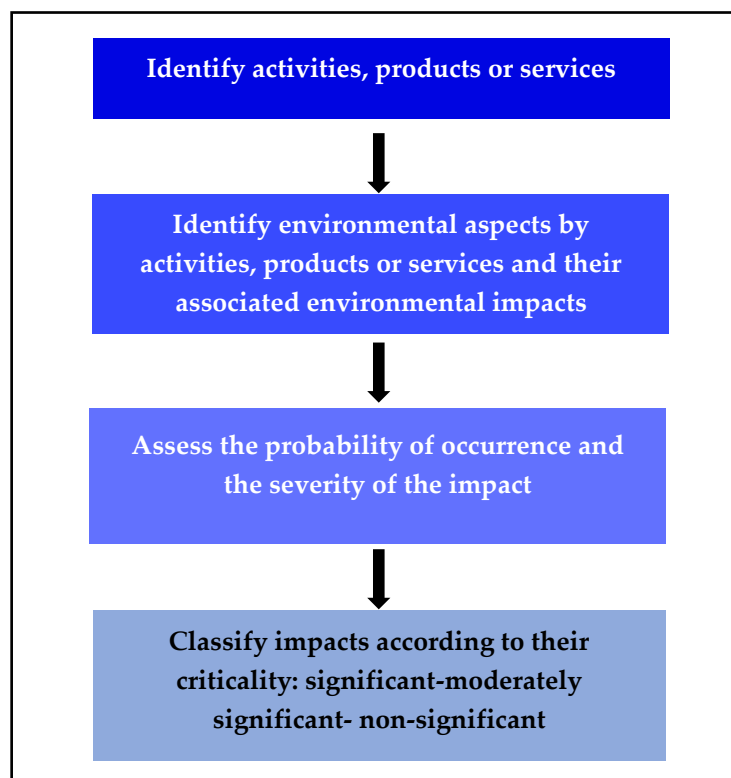 Identify activities, products or services
Identify environmental aspects by
activities, products or services and their
associated environmental impacts
Assess the probability of occurrence and
the severity of the impact
Classify impacts according to their
criticality: significant-moderately
significant- non-significant